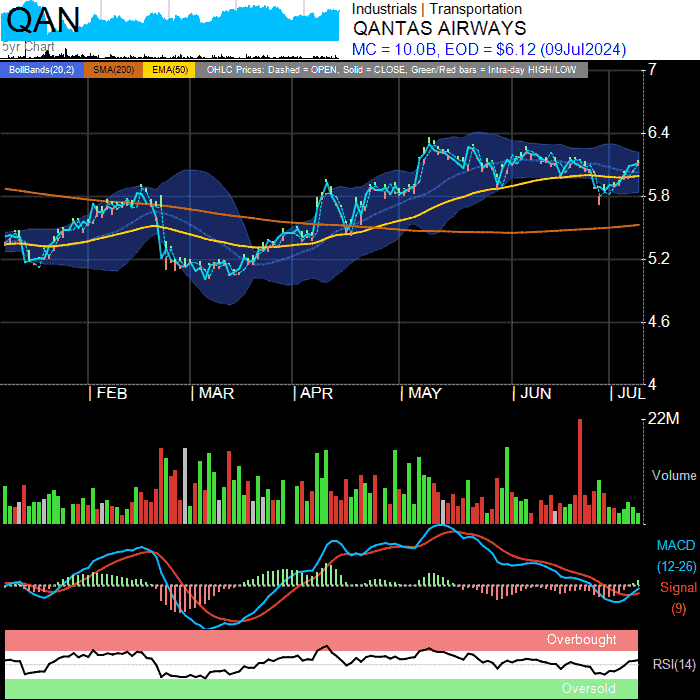 QAN
5yr Chart
Industrials | Transportation
QANTAS AIRWAYS
MC = 10.0B, EOD = $6.12 (09Jul2024)
BollBands(20,2) SMA(200) EMA(50) OHLC Prices: Dashed = OPEN, Solid = CLOSE, Green/Red bars = Intra-day HIGH/LOW
7
6.4
5.8
5.2
4.6
4
| FEB | MAR | APR | MAY | JUN | JUL
22M
Volume
MACD
(12-26)
Signal
(9)
Overbought
RSI(14)
Oversold